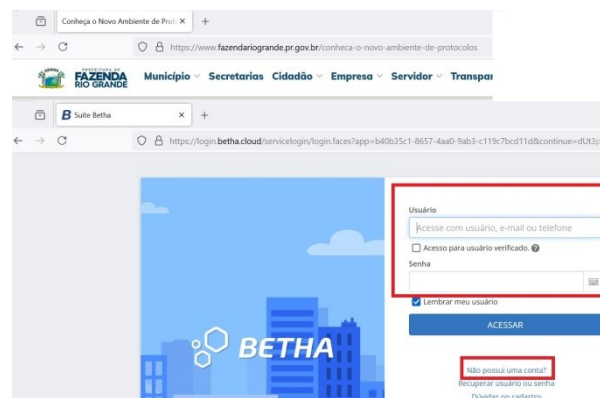 Conheça o Novo Ambiente de Proto
https://www.fazendariogrande.pr.gov.br/conheca-o-novo-ambiente-de-protocolos
PREFEITURA DE
FAZENDA
RIO GRANDE
Município Secretarias Cidadão Empresa Servidor Transpar
B Suite Betha
https://login.betha.cloud/servicelogin/login.faces?app=b40b35c1-8657-4aa0-9ab3-c119c7bcd11d&continue=dUt3p
Usuário
Acesse com usuário, e-mail ou telefone
Acesso para usuário verificado.
Senha
Lembrar meu usuário
ACESSAR
BETHA
Não possui uma conta?
Recuperar usuário ou senha
Dúvidas no cadastro